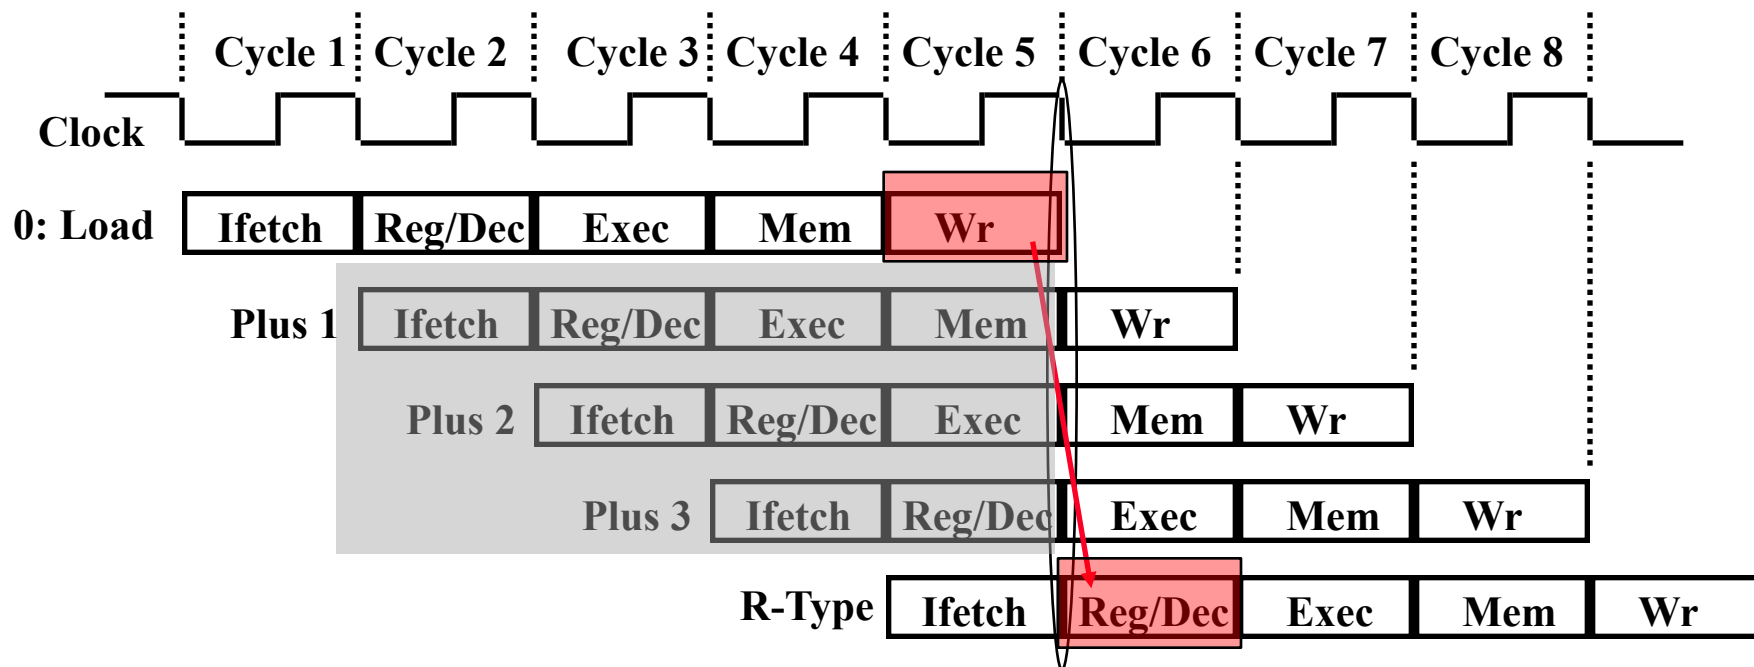 Cycle 1 Cycle 2 Cycle 3 Cycle 4 Cycle 5 Cycle 6 Cycle 7 Cycle 8
Clock
0: Load Ifetch Reg/Dec Exec Mem Wr
Plus 1 Ifetch Reg/Dec Exec Mem Wr
Plus 2 Ifetch Reg/Dec Exec Mem Wr
Plus 3 Ifetch Reg/Dec Exec Mem Wr
R-Type Ifetch Reg/Dec Exec Mem Wr